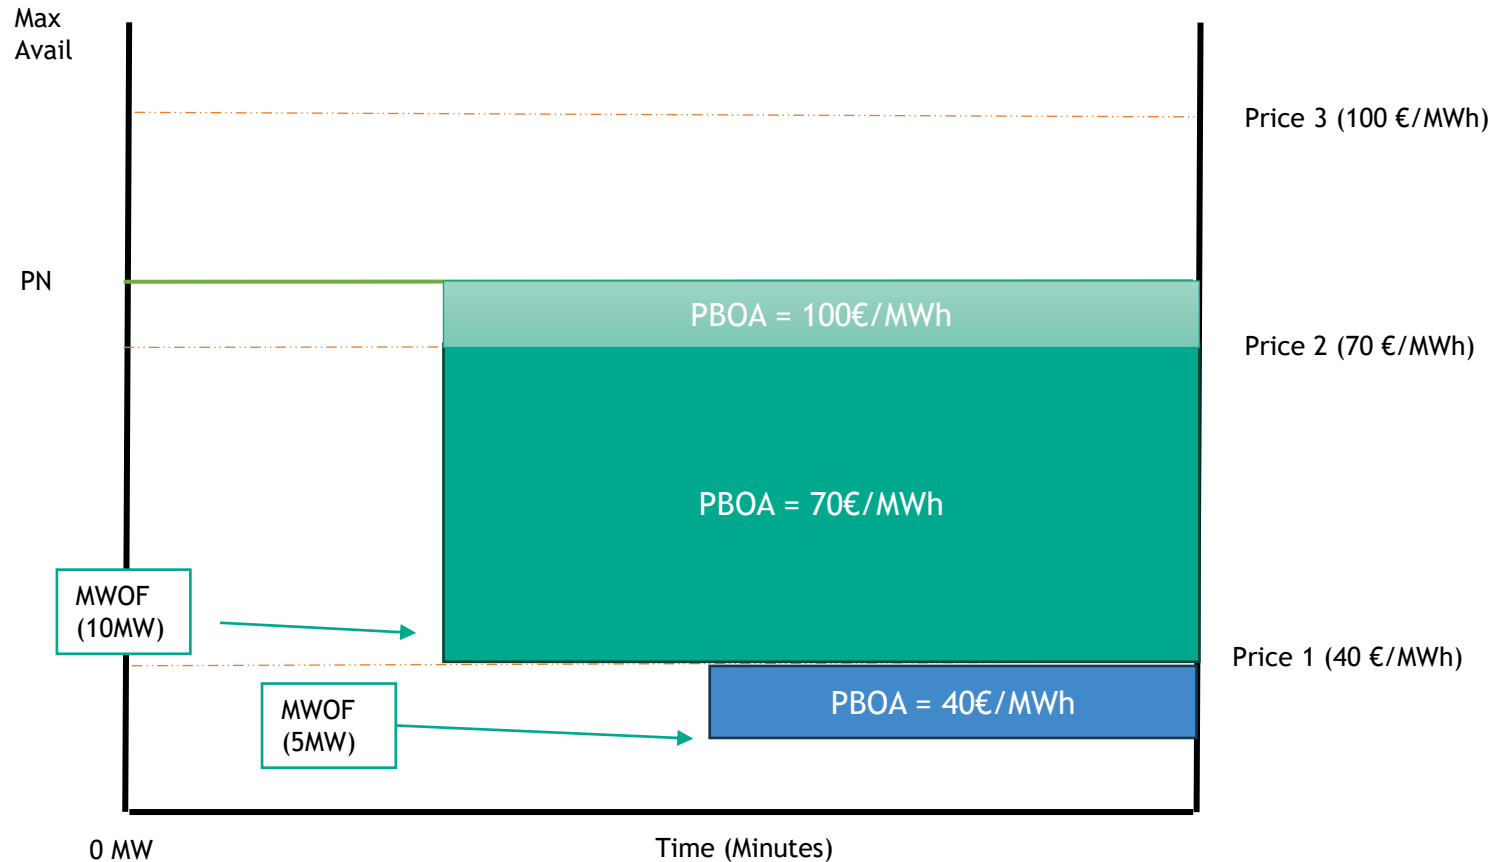 Max
Avail
Price 3 (100 €/MWh)
PN
PBOA = 100€/MWh
Price 2 (70 €/MWh)
PBOA = 70€/MWh
MWOF
(10MW)
Price 1 (40 €/MWh)
PBOA = 40€/MWh
MWOF
(5MW)
0 MW
Time (Minutes)